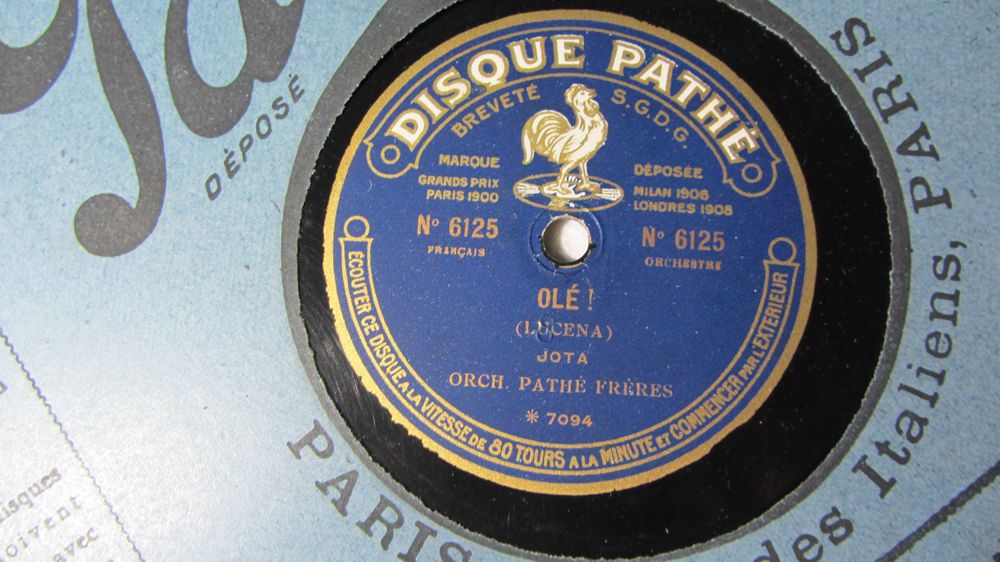 DÉPOSÉ
DISQUE PATHÉ
BREVETÉ S.G.D.G.
MARQUE DÉPOSÉE
GRANDS PRIX
PARIS 1900
MILAN 1906
LONDRES 1908
No 6125
FRANÇAIS
No 6125
ORCHESTRE
OLÉ!
(LUCENA)
JOTA
ORCH. PATHÉ FRÈRES
* 7094
ÉCOUTER CE DISQUE A LA VITESSE DE 80 TOURS A LA MINUTE ET COMMENCER PAR L'EXTÉRIEUR
PARIS
des Italiens, PARIS
avec